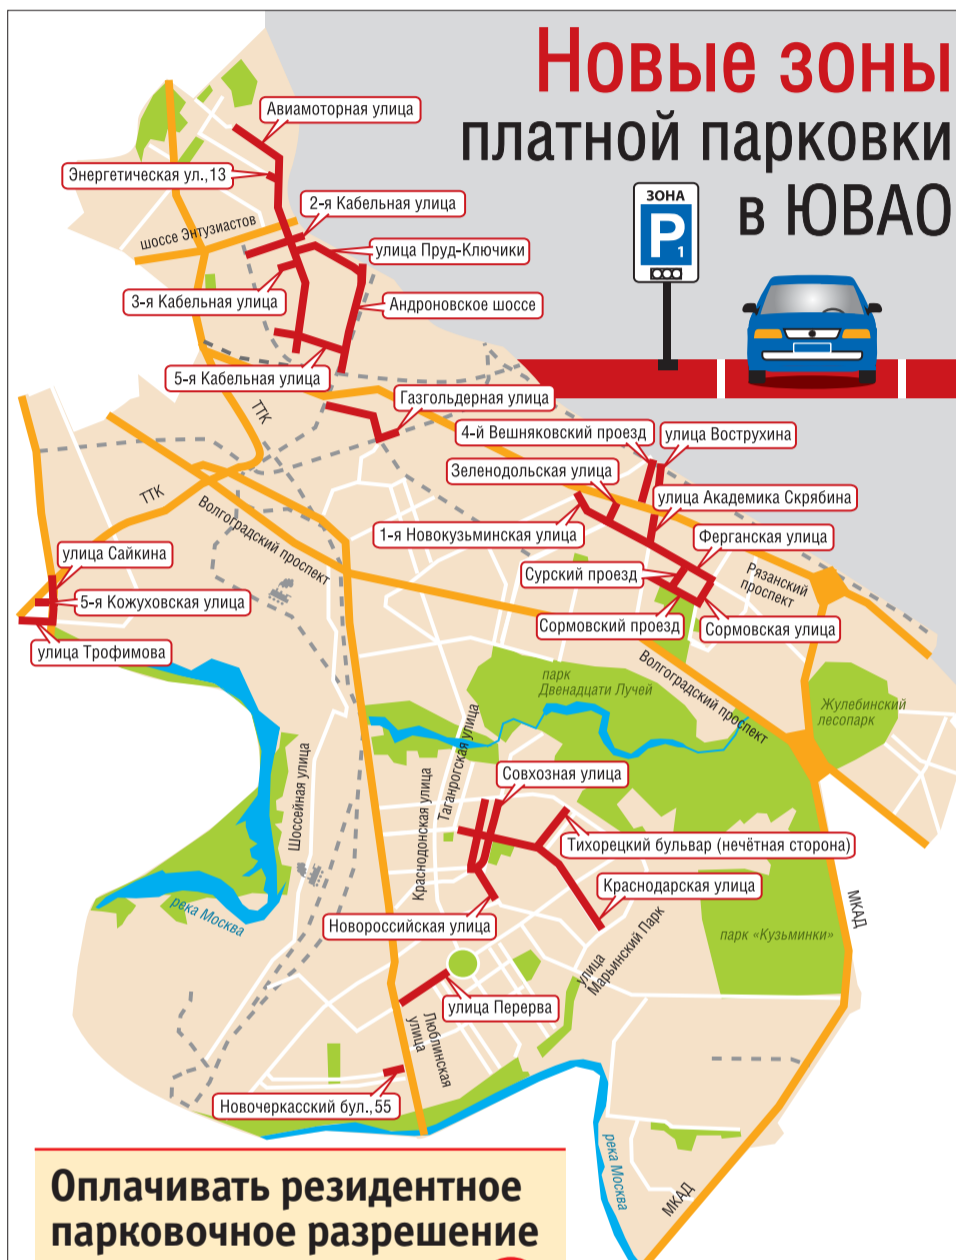 Новые зоны
платной парковки
в ЮВАО
ЗОНА
P
1
Авиамоторная улица
Энергетическая ул.,13
2-я Кабельная улица
шоссе Энтузиастов
улица Пруд-Ключики
3-я Кабельная улица
Андроновское шоссе
5-я Кабельная улица
Газгольдерная улица
ТТК
4-й Вешняковский проезд
улица Вострухина
Зеленодольская улица
ТТК
улица Академика Скрябина
Волгоградский проспект
1-я Новокузьминская улица
Ферганская улица
улица Сайкина
Сурский проезд
Рязанский
проспект
5-я Кожуховская улица
Сормовский проезд
Сормовская улица
улица Трофимова
парк
Двенадцати Лучей
Волгоградский проспект
Жулебинский
лесопарк
Шоссейная улица
Краснодонская улица
Таганрогская улица
Совхозная улица
Тихорецкий бульвар (нечётная сторона)
Краснодарская улица
МКАД
река Москва
Новороссийская улица
парк «Кузьминки»
улица
Марьинский Парк
улица Перерва
Люблинская
улица
Новочеркасский бул.,55
река Москва
МКАД
Оплачивать резидентное
парковочное разрешение